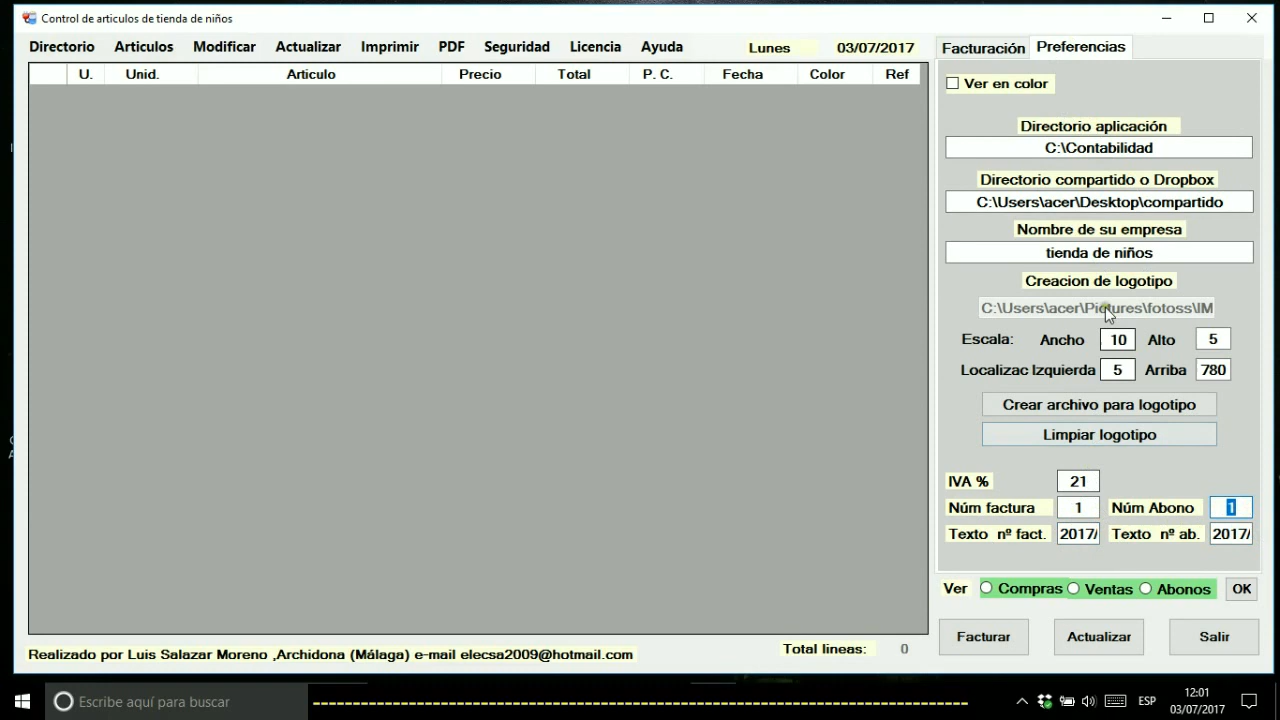 Control de articulos de tienda de niños
Directorio Articulos Modificar Actualizar Imprimir PDF Seguridad Licencia Ayuda Lunes 03/07/2017
Facturación Preferencias
U. Unid. Articulo Precio Total P. C. Fecha Color Ref
Ver en color
Directorio aplicación
C:\Contabilidad
Directorio compartido o Dropbox
C:\Users\acer\Desktop\compartido
Nombre de su empresa
tienda de niños
Creacion de logotipo
C:\Users\acer\Pictures\fotoss\IM
Escala: Ancho 10 Alto 5
Localizac Izquierda 5 Arriba 780
Crear archivo para logotipo
Limpiar logotipo
IVA % 21
Núm factura 1 Núm Abono 1
Texto nº fact. 2017/ Texto nº ab. 2017/
Ver Compras Ventas Abonos OK
Facturar Actualizar Salir
Realizado por Luis Salazar Moreno ,Archidona (Málaga) e-mail elecsa2009@hotmail.com
Total lineas: 0
Escribe aquí para buscar
ESP
12:01
03/07/2017